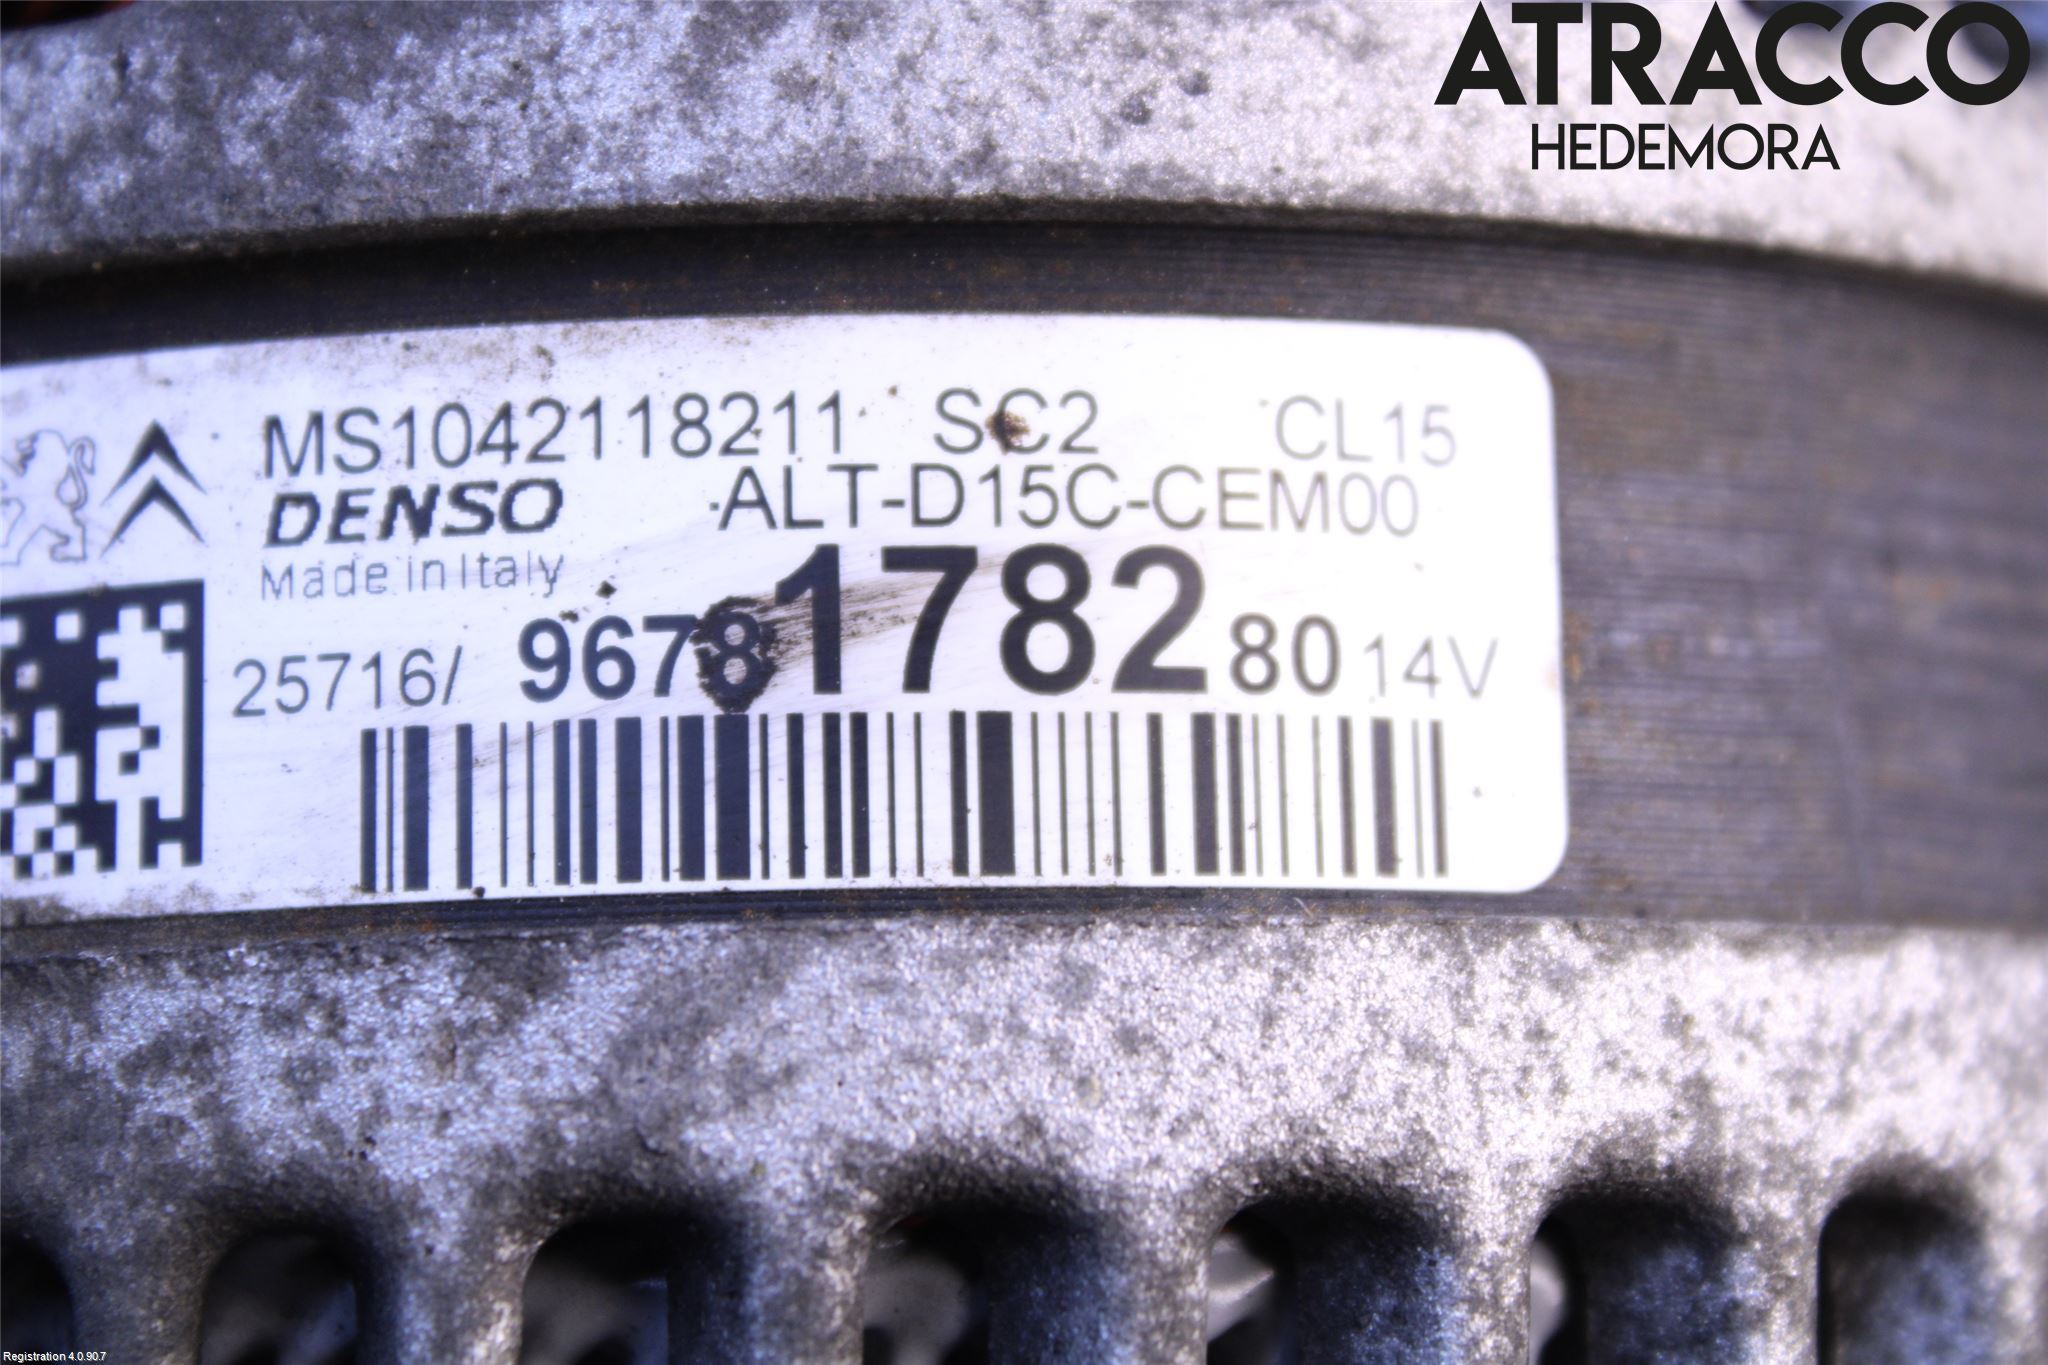 ATRACCO
HEDEMORA
MS1042118211 SC2 CL15
DENSO ALT-D15C-CEM00
Made in Italy
25716/ 9678178280 14V
Registration 4.0.90.7